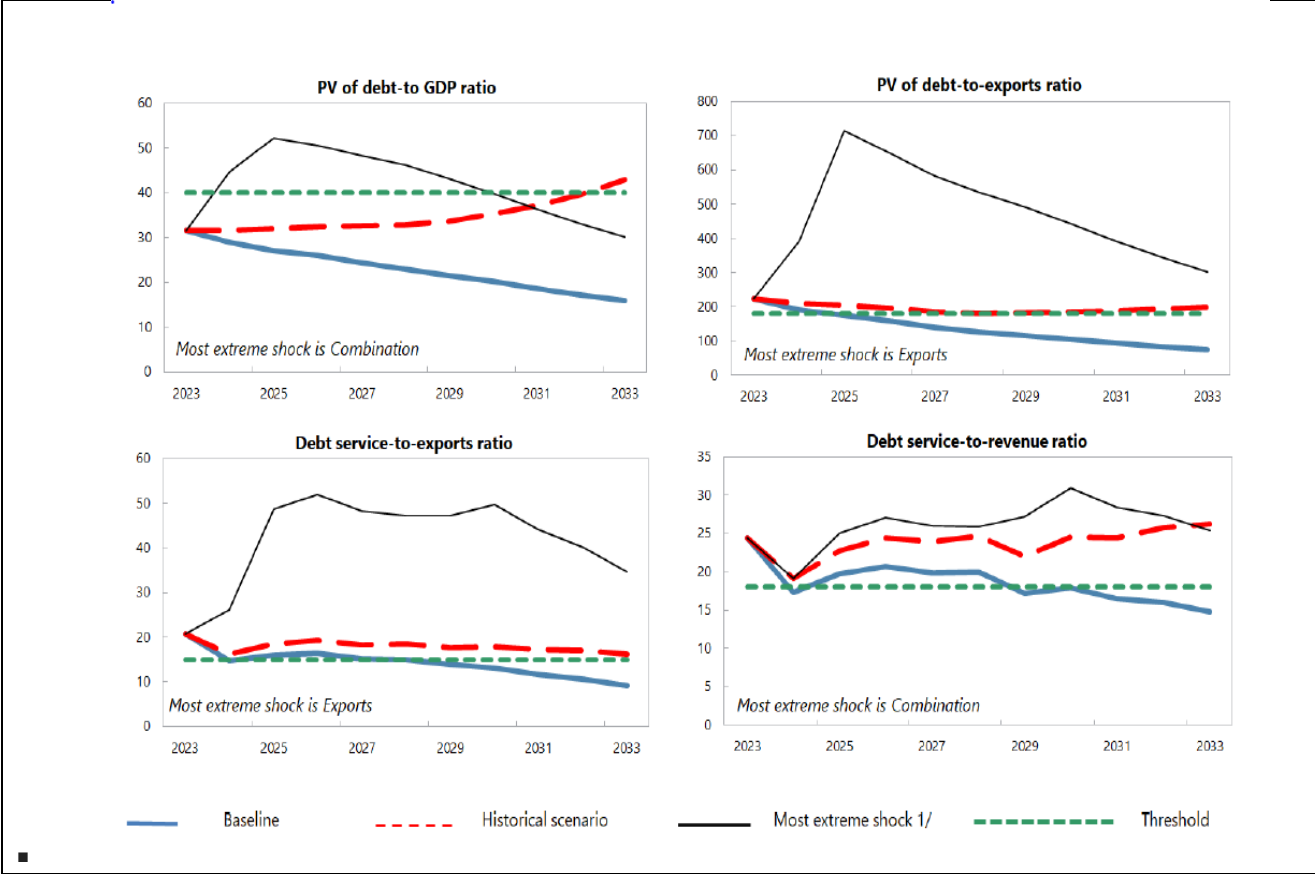 PV of debt-to GDP ratio
60
50
40
30
20
10
0
Most extreme shock is Combination
2023 2025 2027 2029 2031 2033
PV of debt-to-exports ratio
800
700
600
500
400
300
200
100
0
Most extreme shock is Exports
2023 2025 2027 2029 2031 2033
Debt service-to-exports ratio
60
50
40
30
20
10
0
Most extreme shock is Exports
2023 2025 2027 2029 2031 2033
Debt service-to-revenue ratio
35
30
25
20
15
10
5
0
Most extreme shock is Combination
2023 2025 2027 2029 2031 2033
Baseline Historical scenario Most extreme shock 1/ Threshold